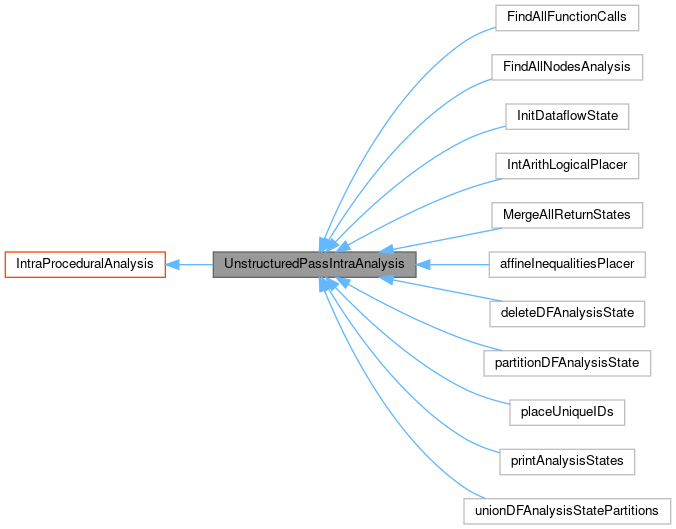 FindAllFunctionCalls
FindAllNodesAnalysis
InitDataflowState
IntArithLogicalPlacer
MergeAllReturnStates
IntraProceduralAnalysis
UnstructuredPassIntraAnalysis
affineInequalitiesPlacer
deleteDFAnalysisState
partitionDFAnalysisState
placeUniqueIDs
printAnalysisStates
unionDFAnalysisStatePartitions